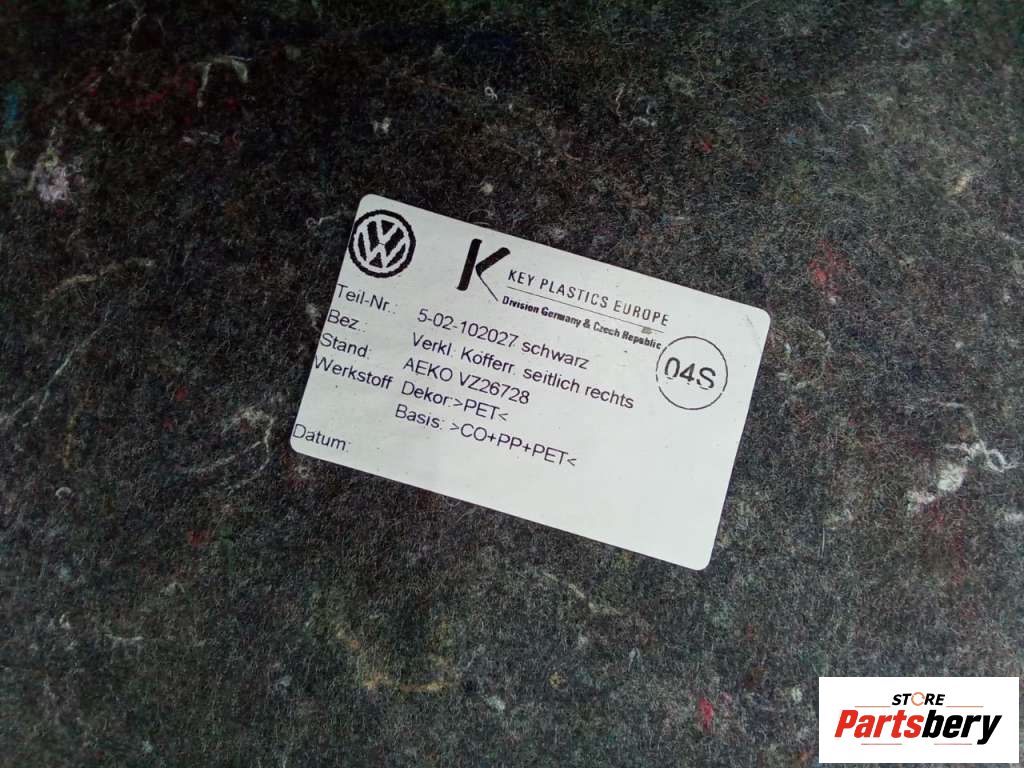 KEY PLASTICS EUROPE
Division Germany & Czech Republic
Teil-Nr.: 5-02-102027 schwarz
Bez.: Verkl. Kofferr. seitlich rechts
Stand: AEKO VZ26728
Werkstoff Dekor:>PET<
Basis: >CO+PP+PET<
Datum:
04S
STORE
Partsbery